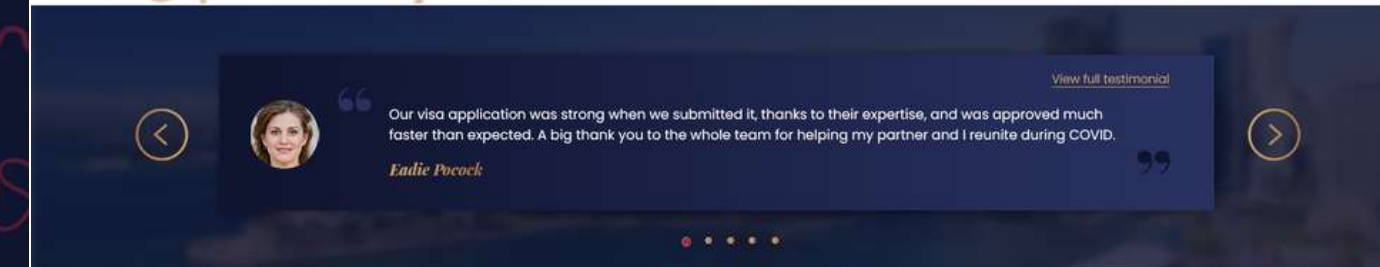 View full testimonial
Our visa application was strong when we submitted it, thanks to their expertise, and was approved much
faster than expected. A big thank you to the whole team for helping my partner and I reunite during COVID.
Eadie Pocock